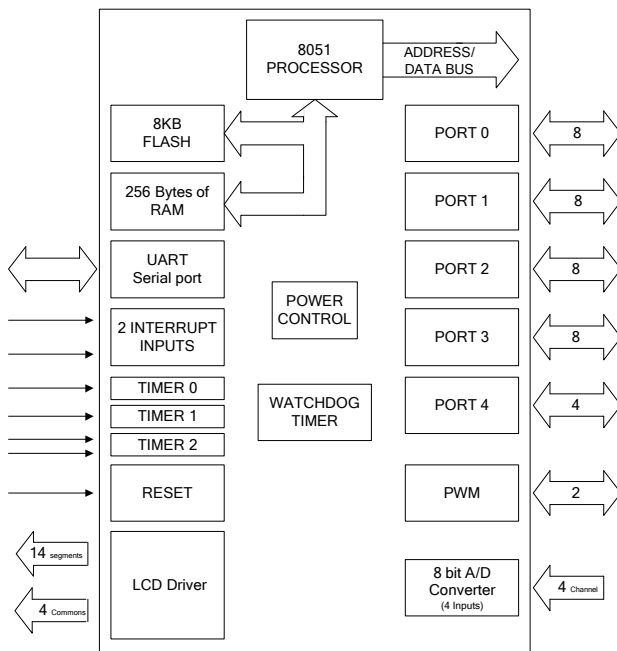 8051
PROCESSOR
ADDRESS/
DATA BUS
8KB
FLASH
PORT 0
8
256 Bytes of
RAM
PORT 1
8
UART
Serial port
PORT 2
8
POWER
CONTROL
2 INTERRUPT
INPUTS
PORT 3
8
TIMER 0
TIMER 1
TIMER 2
WATCHDOG
TIMER
PORT 4
4
RESET
PWM
2
14 segments
4 Commons
LCD Driver
8 bit A/D
Converter
(4 Inputs)
4 Channel